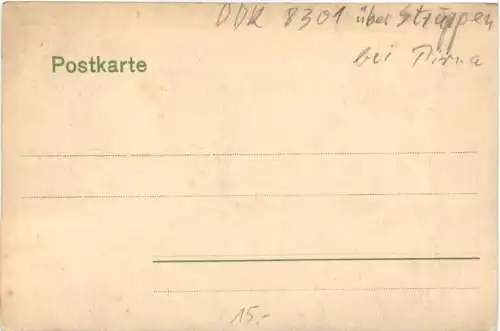 DDR 8301 über Struppen
bei Pirna
Postkarte
15.-